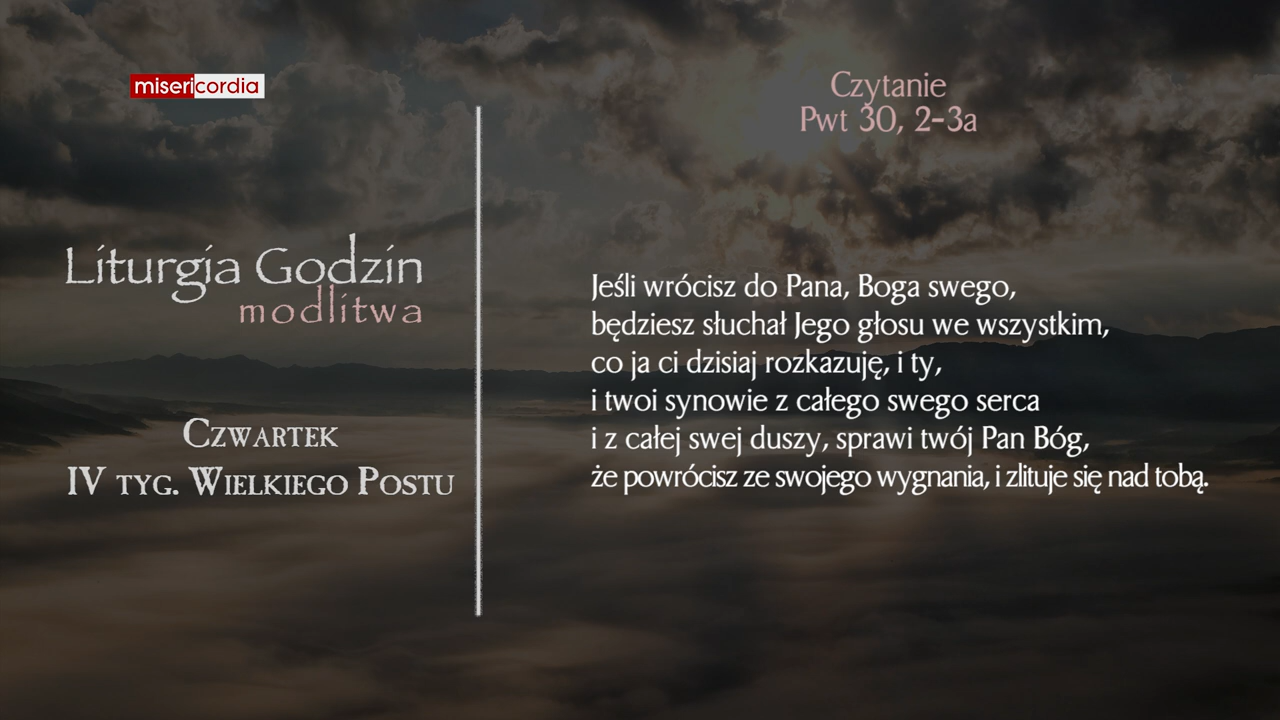 misericordia
Liturgia Godzin
modlitwa
Czwartek
IV tyg. Wielkiego Postu
Czytanie
Pwt 30, 2-3a
Jeśli wrócisz do Pana, Boga swego,
będziesz słuchał Jego głosu we wszystkim,
co ja ci dzisiaj rozkazuję, i ty,
i twoi synowie z całego swego serca
i z całej swej duszy, sprawi twój Pan Bóg,
że powrócisz ze swojego wygnania, i zlituje się nad tobą.